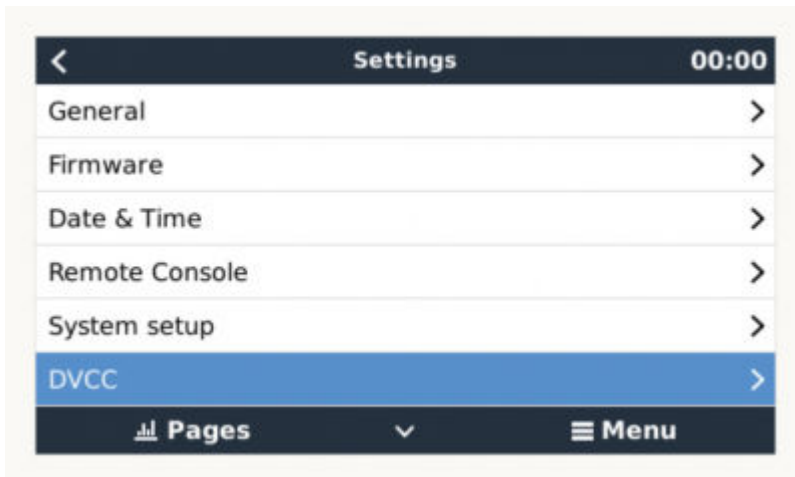 Settings 00:00
General
Firmware
Date & Time
Remote Console
System setup
DVCC
Pages Menu